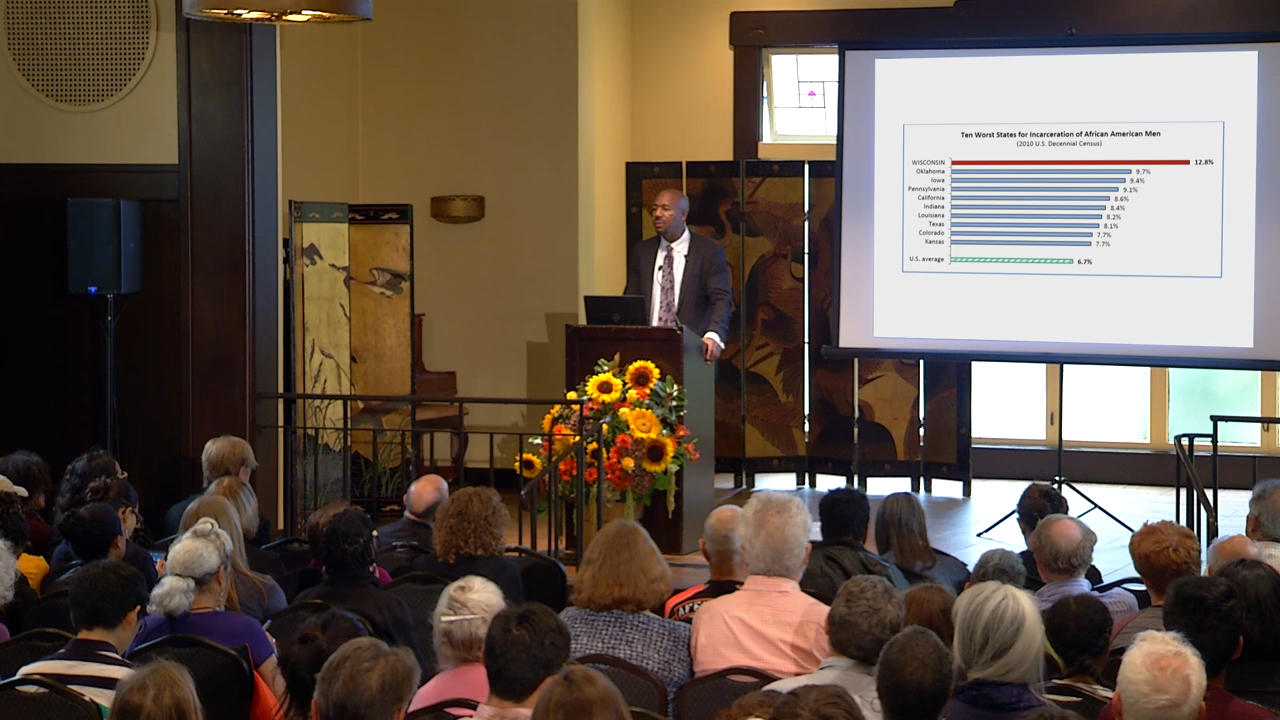 Ten Worst States for Incarceration of African American Men
(2010 U.S. Decennial Census)
WISCONSIN 12.8%
Oklahoma 9.7%
Iowa 9.4%
Pennsylvania 9.1%
California 8.6%
Indiana 8.4%
Louisiana 8.2%
Texas 8.1%
Colorado 7.7%
Kansas 7.7%
U.S. average 6.7%